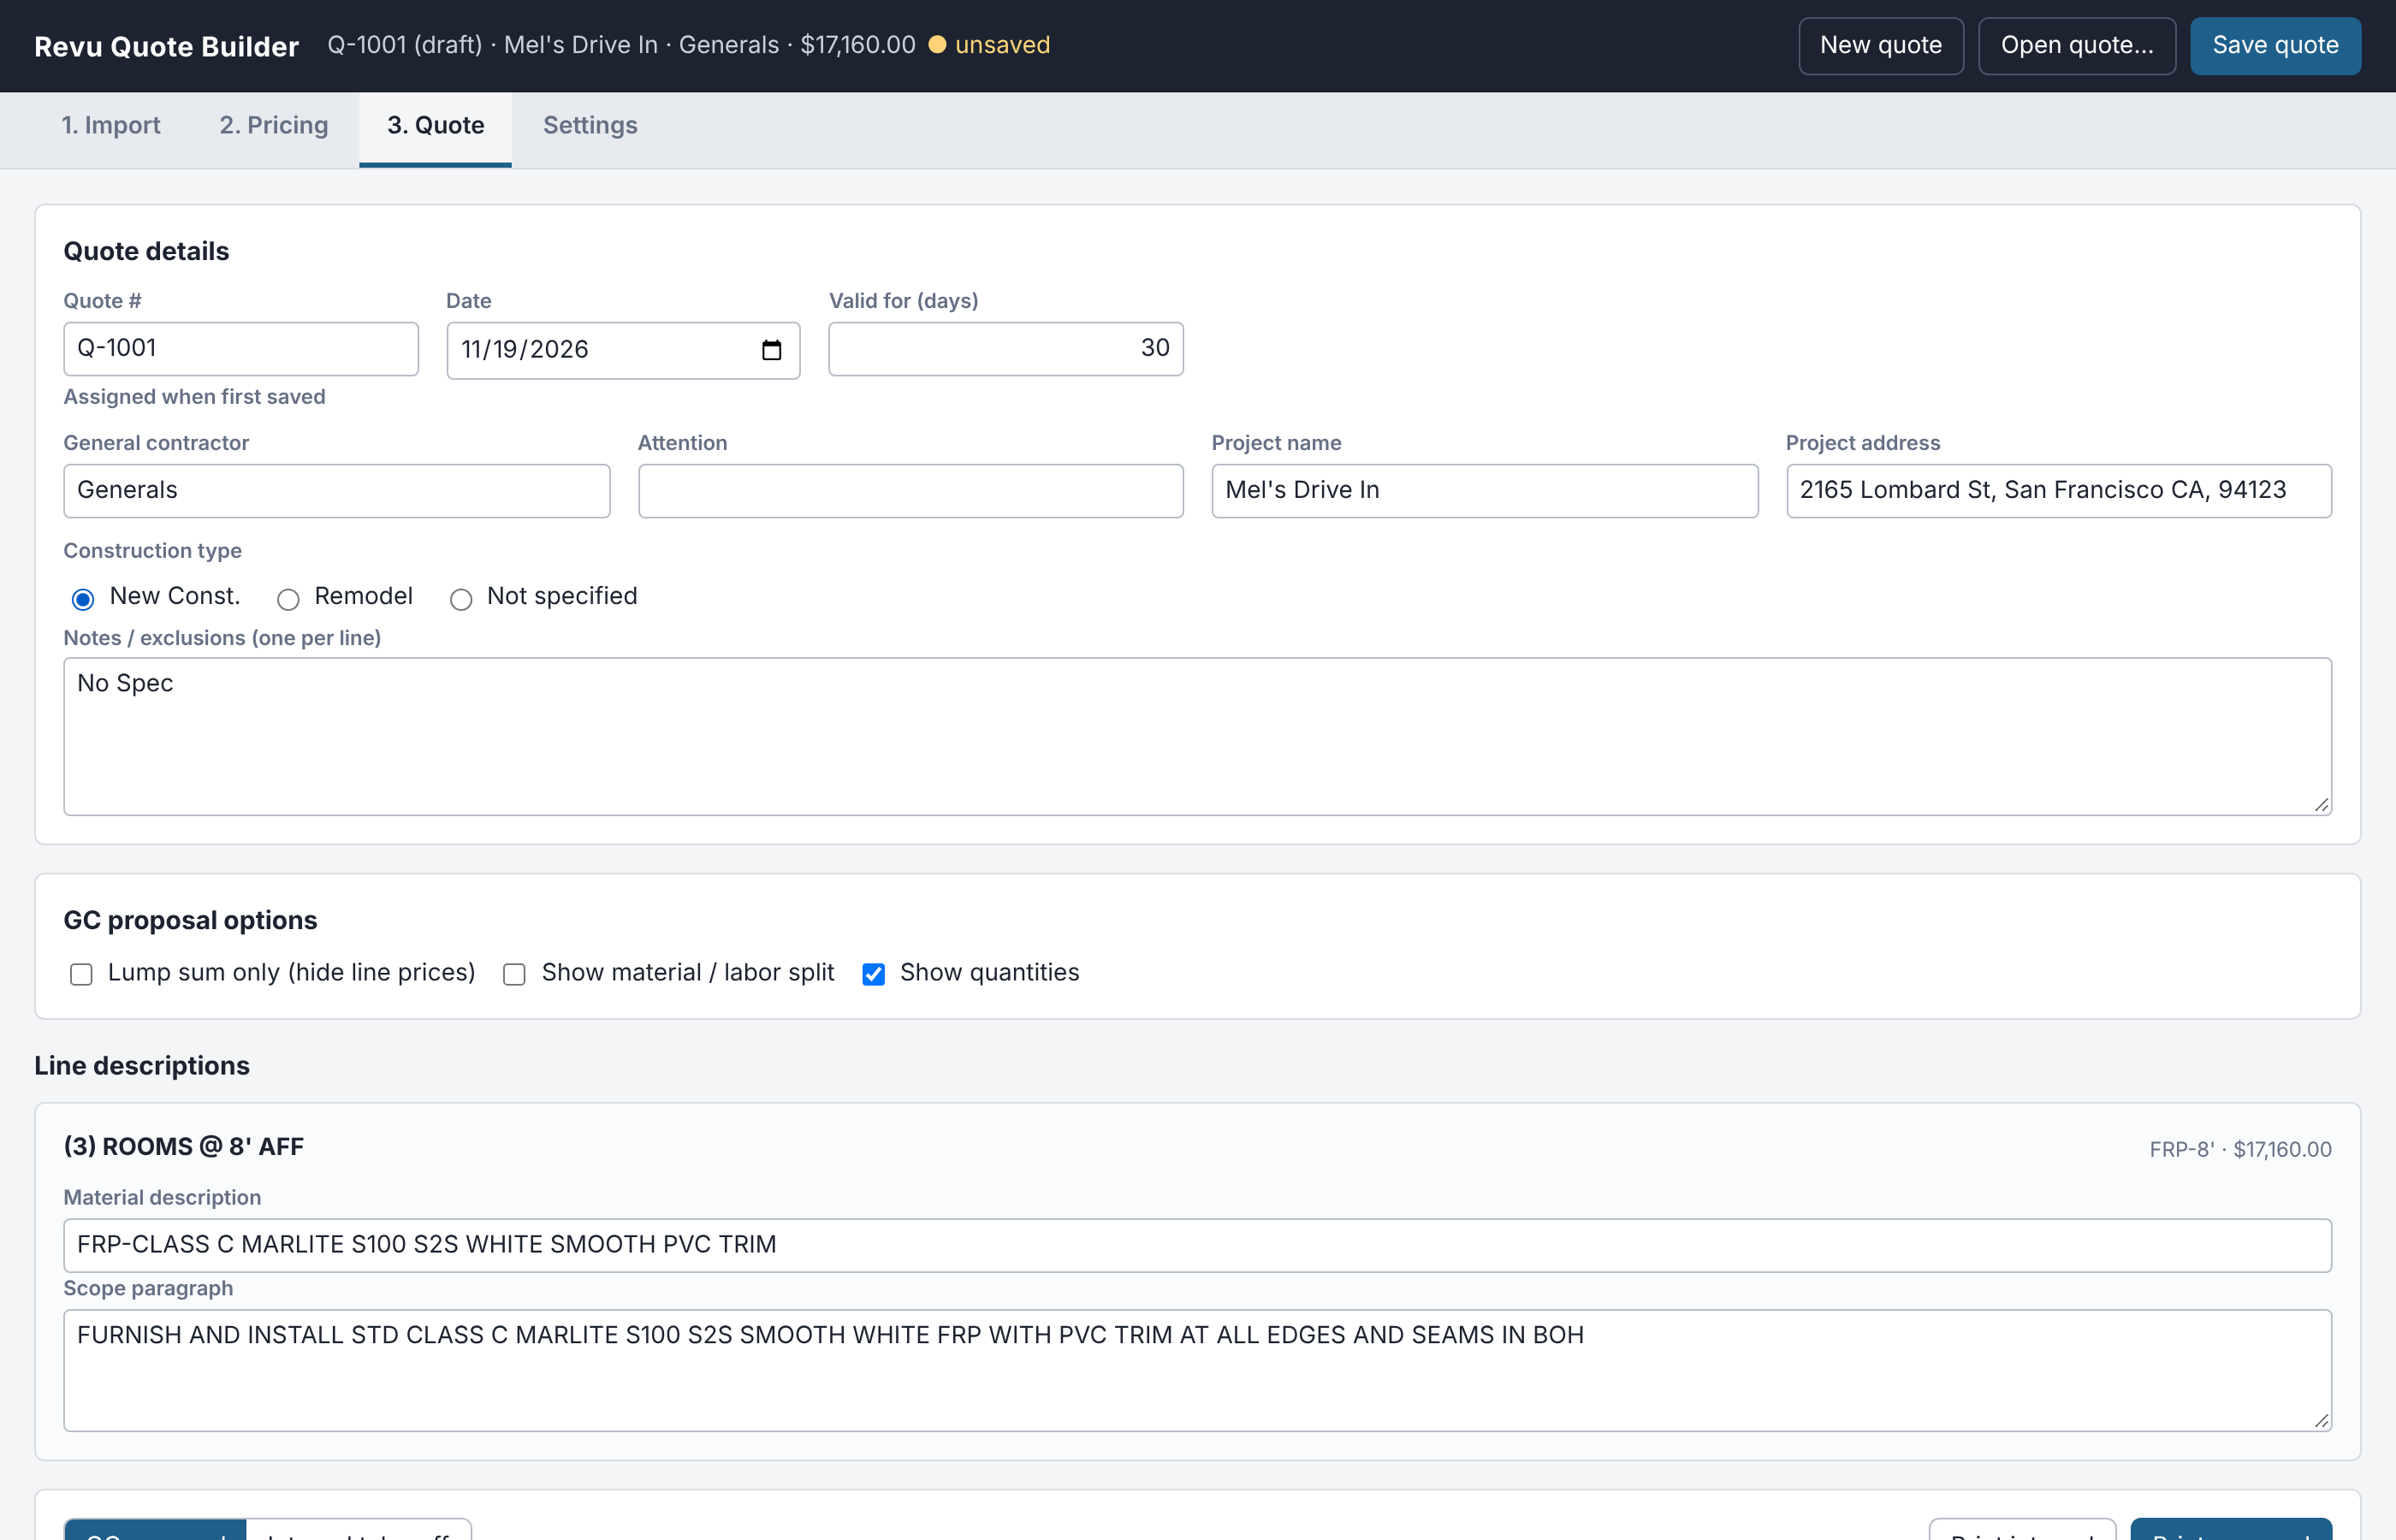 Revu Quote Builder Q-1001 (draft) · Mel's Drive In · Generals · $17,160.00 unsaved New quote Open quote... Save quote
1. Import 2. Pricing 3. Quote Settings
Quote details
Quote # Date Valid for (days)
Q-1001 11/19/2026 30
Assigned when first saved
General contractor Attention Project name Project address
Generals Mel's Drive In 2165 Lombard St, San Francisco CA, 94123
Construction type
New Const. Remodel Not specified
Notes / exclusions (one per line)
No Spec
GC proposal options
Lump sum only (hide line prices) Show material / labor split Show quantities
Line descriptions
(3) ROOMS @ 8' AFF FRP-8' · $17,160.00
Material description
FRP-CLASS C MARLITE S100 S2S WHITE SMOOTH PVC TRIM
Scope paragraph
FURNISH AND INSTALL STD CLASS C MARLITE S100 S2S SMOOTH WHITE FRP WITH PVC TRIM AT ALL EDGES AND SEAMS IN BOH